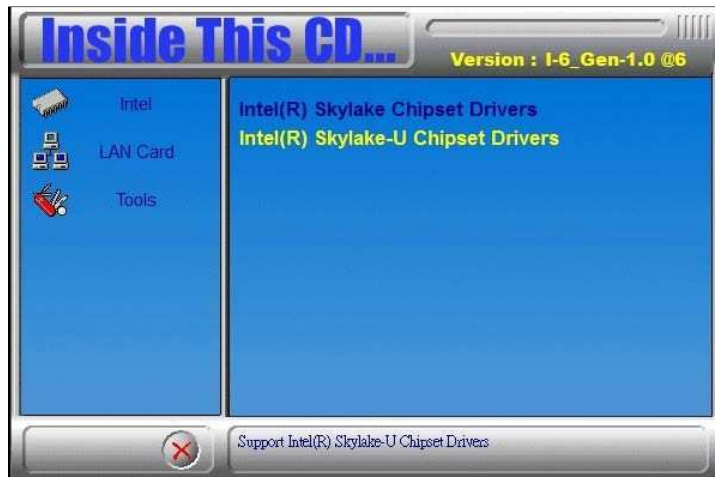 Inside This CD...
Version : I-6_Gen-1.0 @6
Intel
LAN Card
Tools
Intel(R) Skylake Chipset Drivers
Intel(R) Skylake-U Chipset Drivers
Support Intel(R) Skylake-U Chipset Drivers